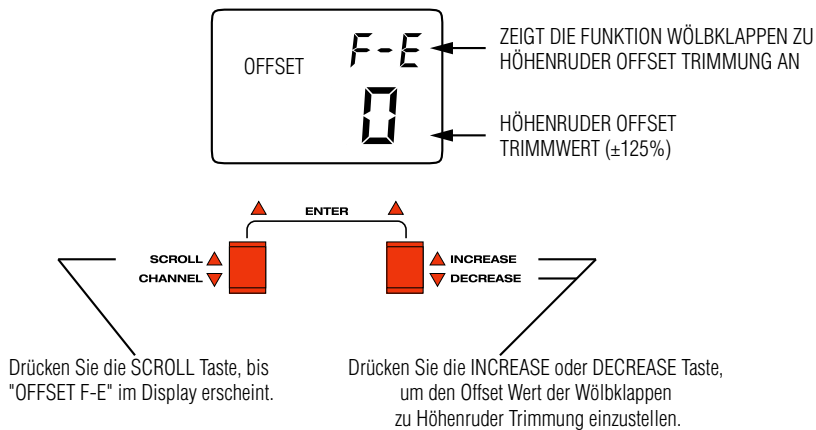 OFFSET
F-E
0
ZEIGT DIE FUNKTION WÖLBKLAPPEN ZU
HÖHENRUDER OFFSET TRIMMUNG AN
HÖHENRUDER OFFSET
TRIMMWERT (±125%)
ENTER
SCROLL
CHANNEL
INCREASE
DECREASE
Drücken Sie die SCROLL Taste, bis
"OFFSET F-E" im Display erscheint.
Drücken Sie die INCREASE oder DECREASE Taste,
um den Offset Wert der Wölbklappen
zu Höhenruder Trimmung einzustellen.